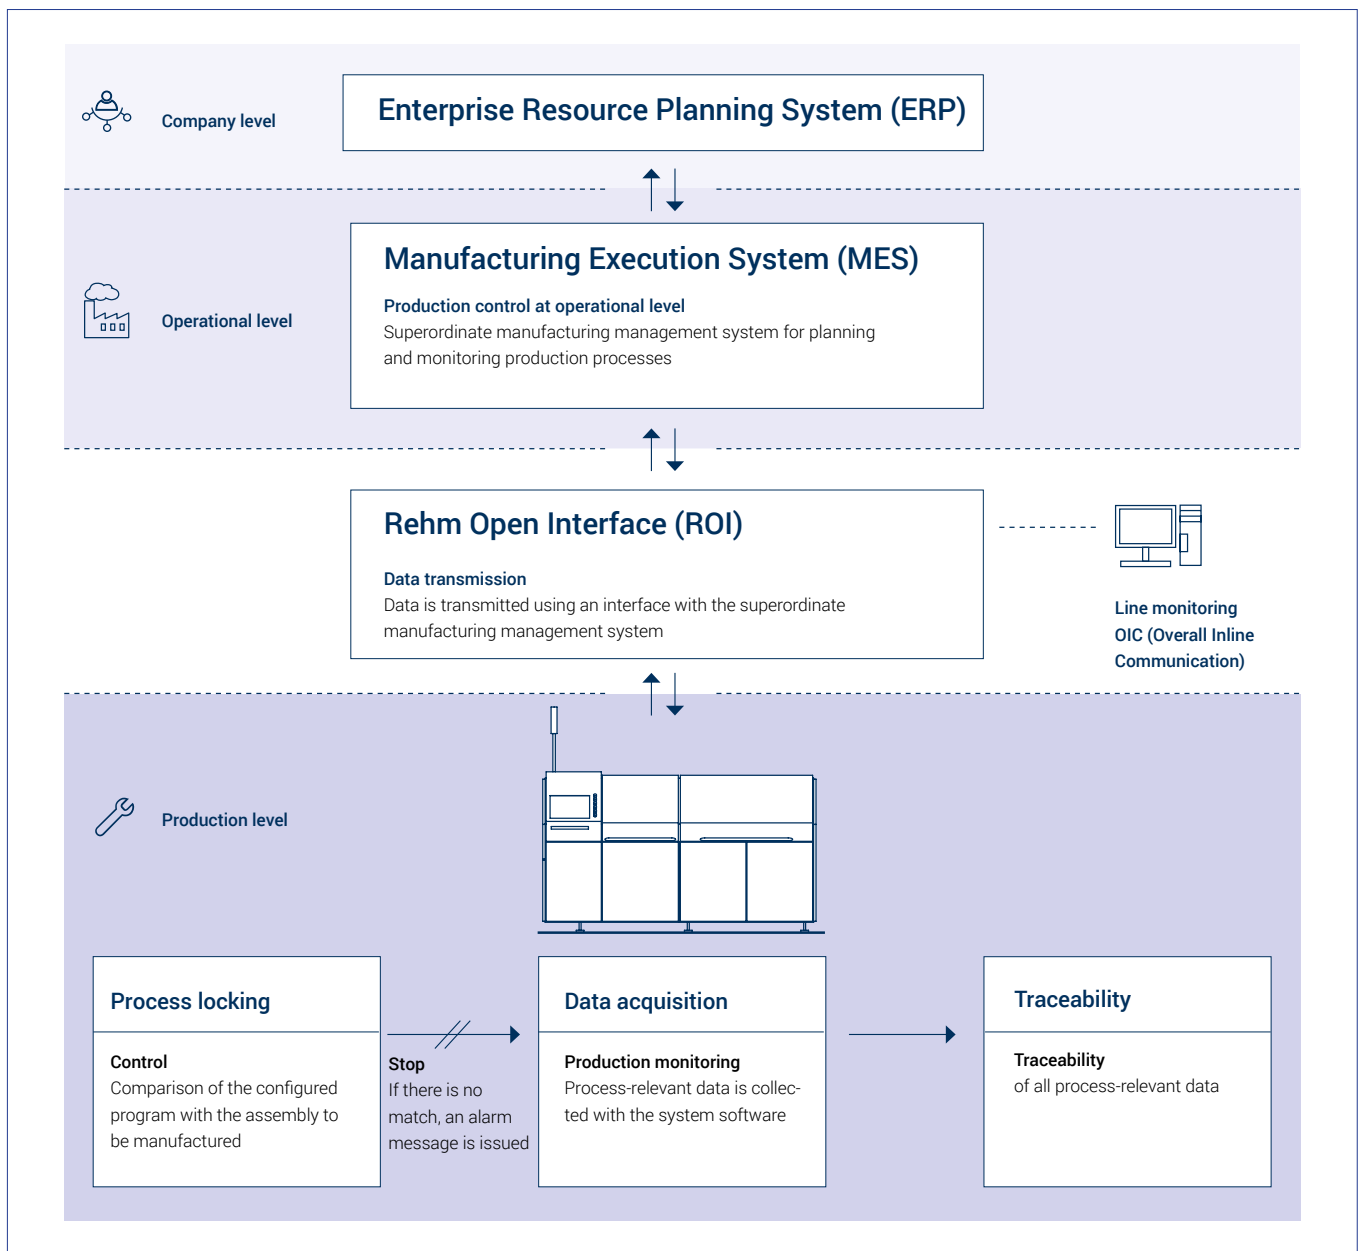 Company level
Enterprise Resource Planning System (ERP)
Operational level
Manufacturing Execution System (MES)
Production control at operational level
Superordinate manufacturing management system for planning
and monitoring production processes
Rehm Open Interface (ROI)
Data transmission
Data is transmitted using an interface with the superordinate
manufacturing management system
Line monitoring
OIC (Overall Inline
Communication)
Production level
Process locking
Control
Comparison of the configured
program with the assembly to
be manufactured
Stop
If there is no
match, an alarm
message is issued
Data acquisition
Production monitoring
Process-relevant data is collec-
ted with the system software
Traceability
Traceability
of all process-relevant data